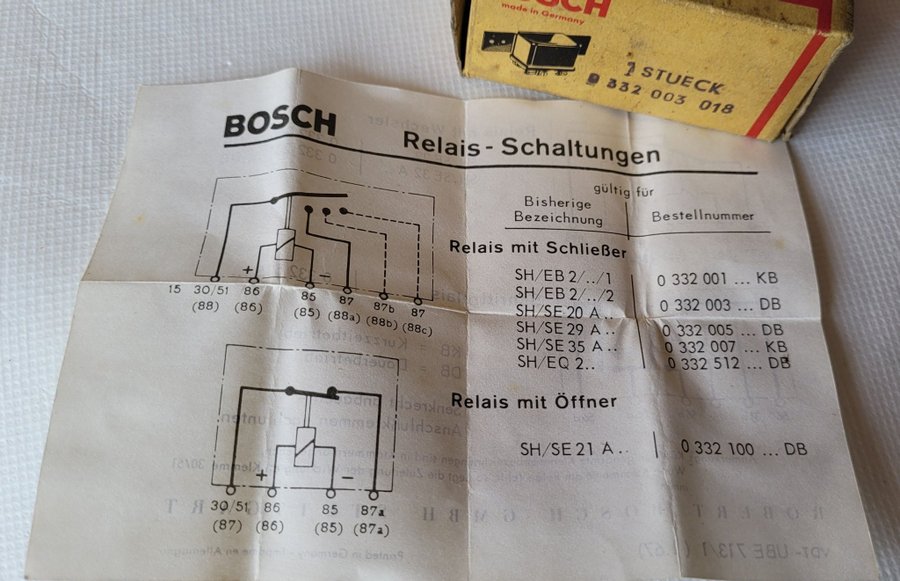 BOSCH
made in Germany
1 STUECK
0 332 003 018
BOSCH
Relais - Schaltungen
gültig für
Bisherige Bezeichnung
Bestellnummer
Relais mit Schließer
SH/EB 2/../1
0 332 001 ... KB
SH/EB 2/../2
SH/SE 20 A..
0 332 003 ... DB
SH/SE 29 A..
0 332 005 ... DB
SH/SE 35 A..
0 332 007 ... KB
SH/EQ 2..
0 332 512 ... DB
+ −
15 30/51 86 85 87 87b 87
(88) (86) (85) (88a) (88b) (88c)
Relais mit Öffner
SH/SE 21 A..
0 332 100 ... DB
+ −
30/51 86 85 87a
(87) (86) (85) (87a)